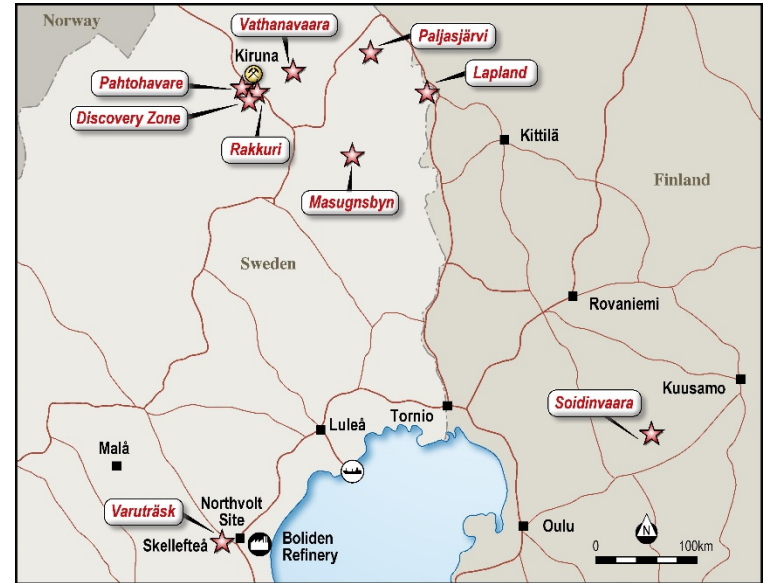 Norway
Vathanavaara
Paljasjärvi
Kiruna
Pahtohavare
Lapland
Discovery Zone
Kittilä
Rakkuri
Finland
Masugnsbyn
Sweden
Rovaniemi
Kuusamo
Soidinvaara
Tornio
Luleå
Malå
Varuträsk
Northvolt
Site
Skellefteå
Boliden
Refinery
Oulu
N
0 100km